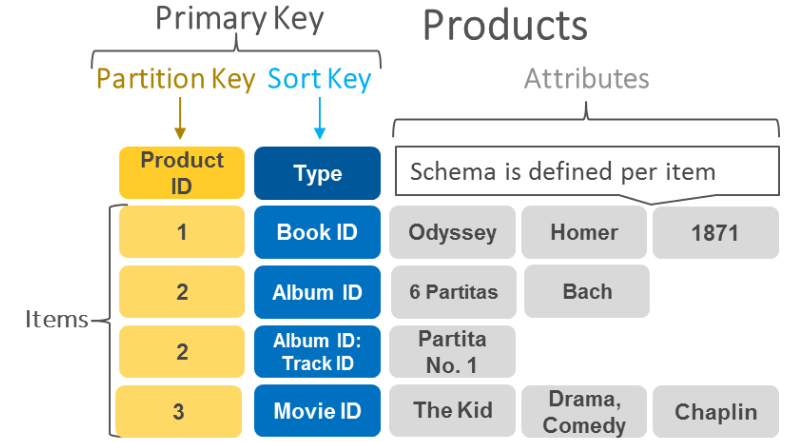 Primary Key
Products
Partition Key Sort Key
Attributes
Product
ID
Type
Schema is defined per item
Items
1
Book ID
Odyssey
Homer
1871
2
Album ID
6 Partitas
Bach
2
Album ID:
Track ID
Partita
No. 1
3
Movie ID
The Kid
Drama,
Comedy
Chaplin